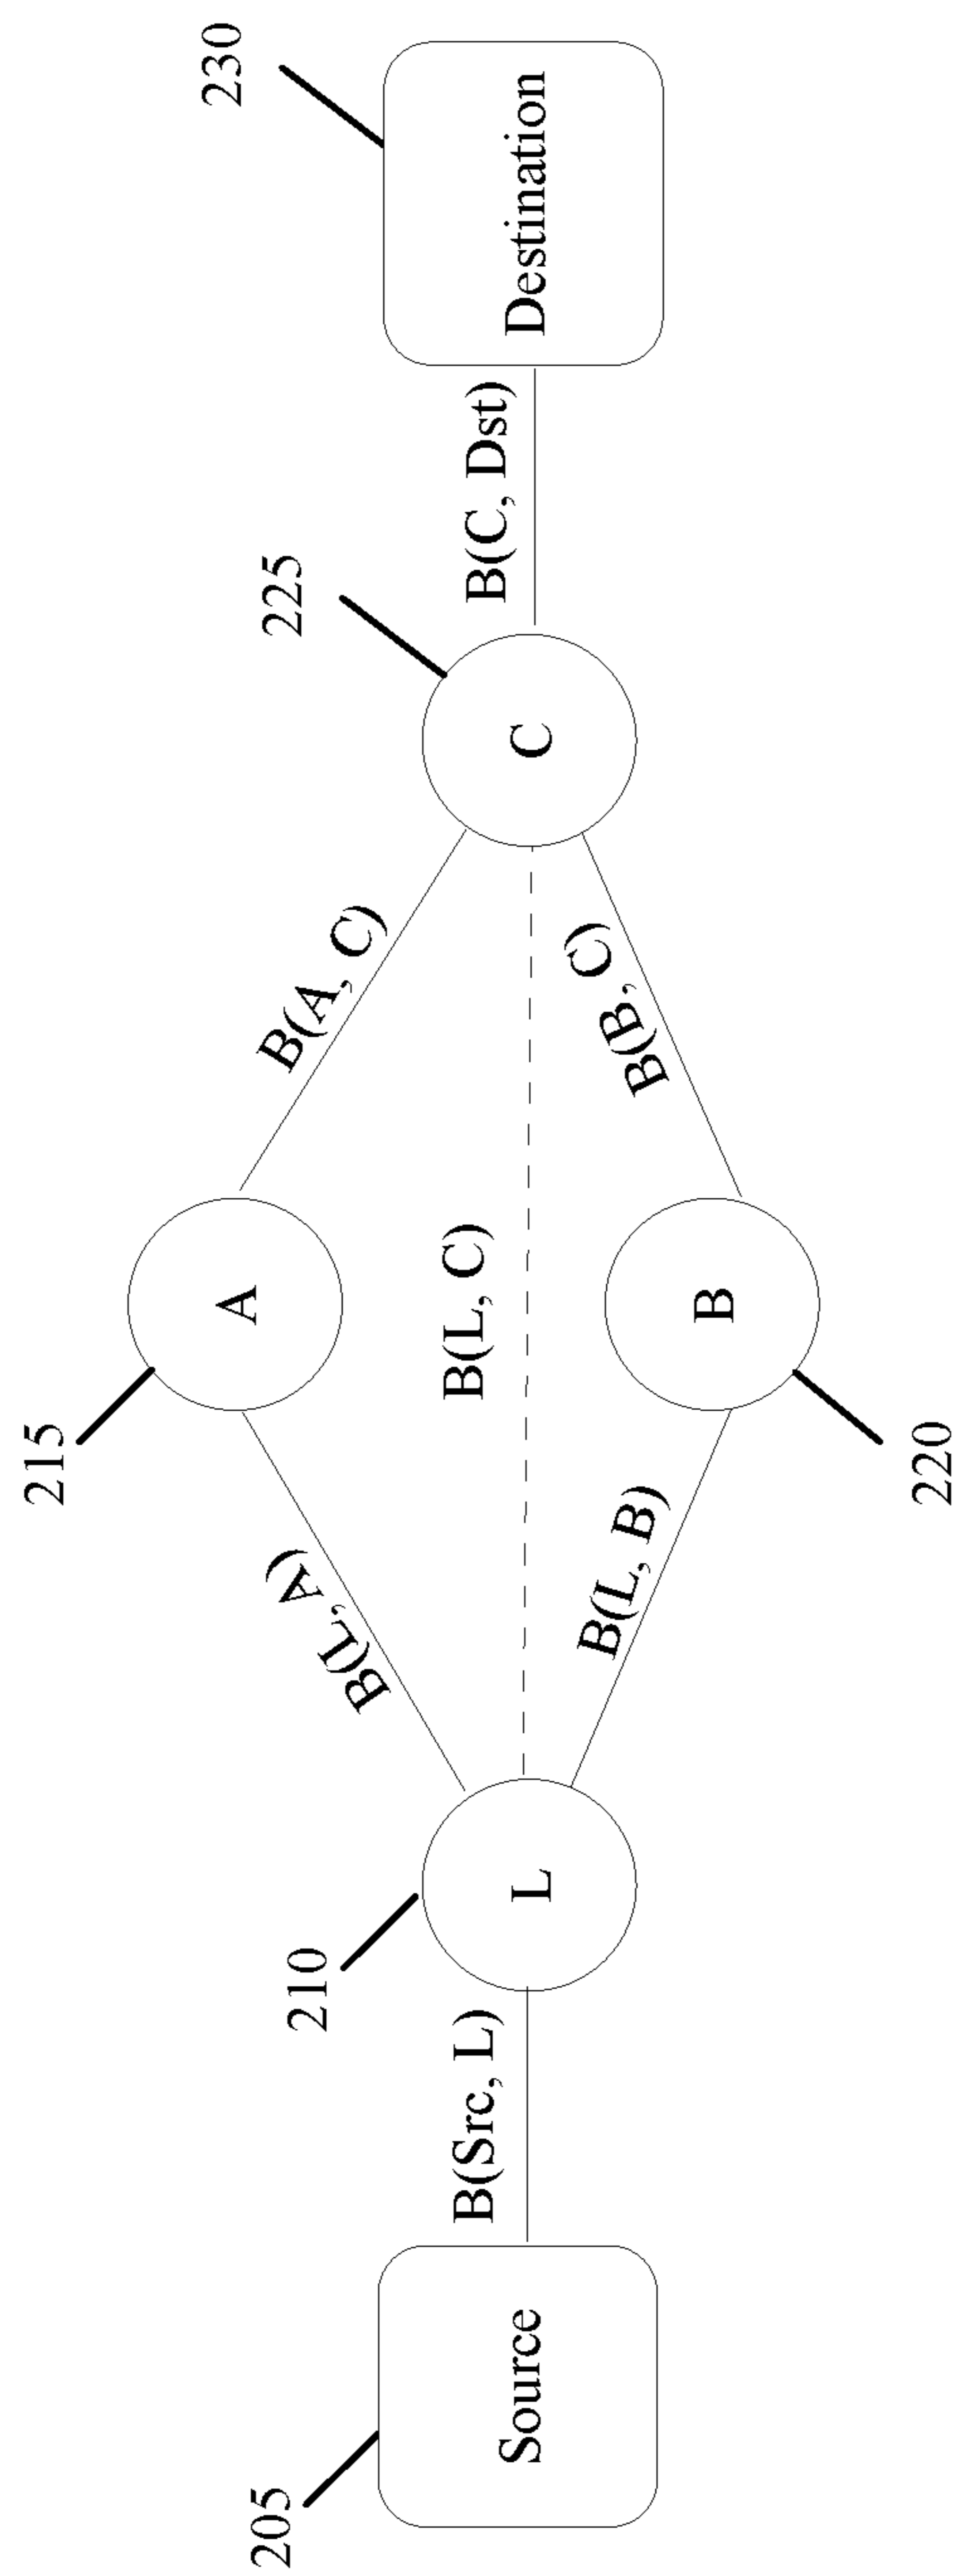 205
Source
B(Src, L)
210
L
B(L, A)
B(L, B)
215
A
B(L, C)
B
220
B(A, C)
B(B, C)
225
C
B(C, Dst)
230
Destination